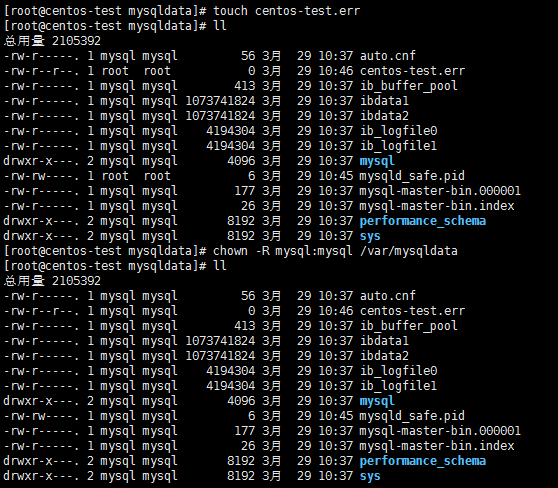 [root@centos-test mysqldata]# touch centos-test.err
[root@centos-test mysqldata]# ll
总用量 2105392
-rw-r-----. 1 mysql mysql         56 3月  29 10:37 auto.cnf
-rw-r--r--. 1 root  root           0 3月  29 10:46 centos-test.err
-rw-r-----. 1 mysql mysql        413 3月  29 10:37 ib_buffer_pool
-rw-r-----. 1 mysql mysql 1073741824 3月  29 10:37 ibdata1
-rw-r-----. 1 mysql mysql 1073741824 3月  29 10:37 ibdata2
-rw-r-----. 1 mysql mysql    4194304 3月  29 10:37 ib_logfile0
-rw-r-----. 1 mysql mysql    4194304 3月  29 10:37 ib_logfile1
drwxr-x---. 2 mysql mysql       4096 3月  29 10:37 mysql
-rw-rw----. 1 root  root           6 3月  29 10:45 mysqld_safe.pid
-rw-r-----. 1 mysql mysql        177 3月  29 10:37 mysql-master-bin.000001
-rw-r-----. 1 mysql mysql         26 3月  29 10:37 mysql-master-bin.index
drwxr-x---. 2 mysql mysql       8192 3月  29 10:37 performance_schema
drwxr-x---. 2 mysql mysql       8192 3月  29 10:37 sys
[root@centos-test mysqldata]# chown -R mysql:mysql /var/mysqldata
[root@centos-test mysqldata]# ll
总用量 2105392
-rw-r-----. 1 mysql mysql         56 3月  29 10:37 auto.cnf
-rw-r--r--. 1 mysql mysql          0 3月  29 10:46 centos-test.err
-rw-r-----. 1 mysql mysql        413 3月  29 10:37 ib_buffer_pool
-rw-r-----. 1 mysql mysql 1073741824 3月  29 10:37 ibdata1
-rw-r-----. 1 mysql mysql 1073741824 3月  29 10:37 ibdata2
-rw-r-----. 1 mysql mysql    4194304 3月  29 10:37 ib_logfile0
-rw-r-----. 1 mysql mysql    4194304 3月  29 10:37 ib_logfile1
drwxr-x---. 2 mysql mysql       4096 3月  29 10:37 mysql
-rw-rw----. 1 mysql mysql          6 3月  29 10:45 mysqld_safe.pid
-rw-r-----. 1 mysql mysql        177 3月  29 10:37 mysql-master-bin.000001
-rw-r-----. 1 mysql mysql         26 3月  29 10:37 mysql-master-bin.index
drwxr-x---. 2 mysql mysql       8192 3月  29 10:37 performance_schema
drwxr-x---. 2 mysql mysql       8192 3月  29 10:37 sys